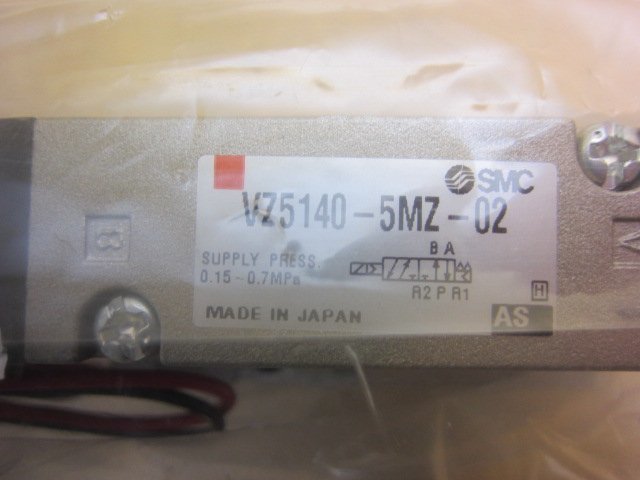 SMC
VZ5140-5MZ-02
SUPPLY PRESS.
0.15~0.7MPa
B A
R2 P R1
H
MADE IN JAPAN
AS